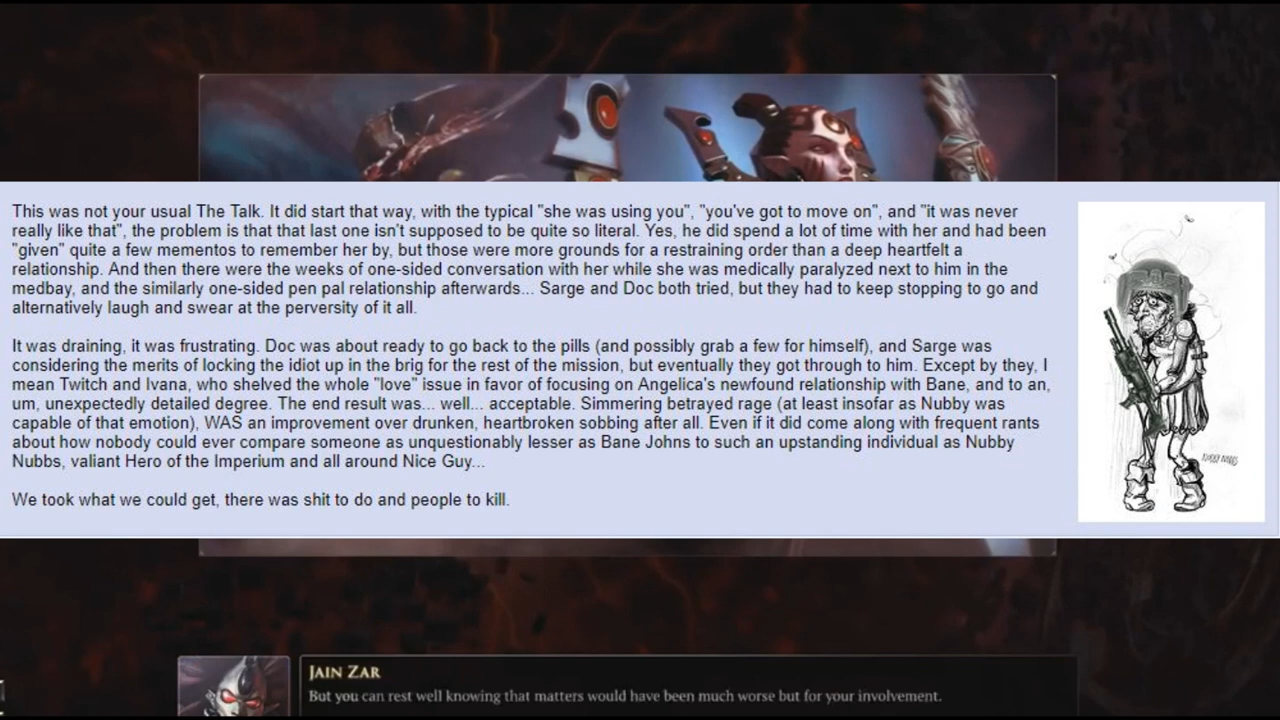 This was not your usual The Talk. It did start that way, with the typical "she was using you", "you've got to move on", and "it was never
really like that", the problem is that that last one isn't supposed to be quite so literal. Yes, he did spend a lot of time with her and had been
"given" quite a few mementos to remember her by, but those were more grounds for a restraining order than a deep heartfelt a
relationship. And then there were the weeks of one-sided conversation with her while she was medically paralyzed next to him in the
medbay, and the similarly one-sided pen pal relationship afterwards... Sarge and Doc both tried, but they had to keep stopping to go and
alternatively laugh and swear at the perversity of it all.
It was draining, it was frustrating. Doc was about ready to go back to the pills (and possibly grab a few for himself), and Sarge was
considering the merits of locking the idiot up in the brig for the rest of the mission, but eventually they got through to him. Except by they, I
mean Twitch and Ivana, who shelved the whole "love" issue in favor of focusing on Angelica's newfound relationship with Bane, and to an,
um, unexpectedly detailed degree. The end result was... well... acceptable. Simmering betrayed rage (at least insofar as Nubby was
capable of that emotion), WAS an improvement over drunken, heartbroken sobbing after all. Even if it did come along with frequent rants
about how nobody could ever compare someone as unquestionably lesser as Bane Johns to such an upstanding individual as Nubby
Nubbs, valiant Hero of the Imperium and all around Nice Guy...
We took what we could get, there was shit to do and people to kill.
NUBBY NUBBS
JAIN ZAR
But you can rest well knowing that matters would have been much worse but for your involvement.